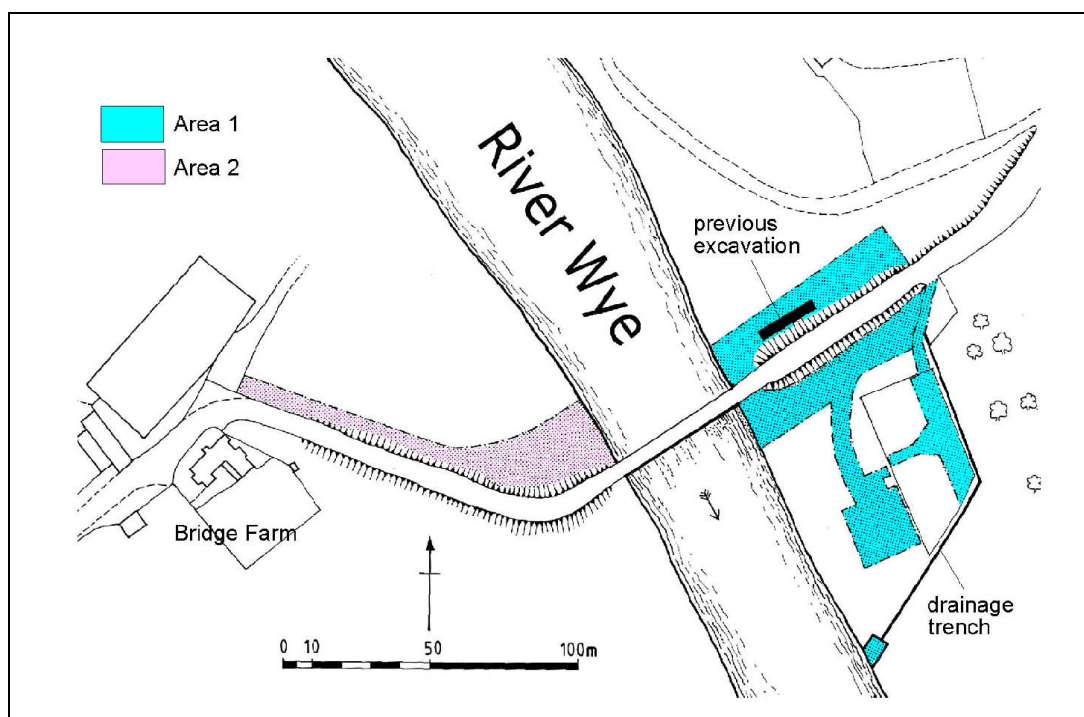 Area 1
Area 2
River Wye
previous
excavation
Bridge Farm
drainage
trench
0 10 50 100m